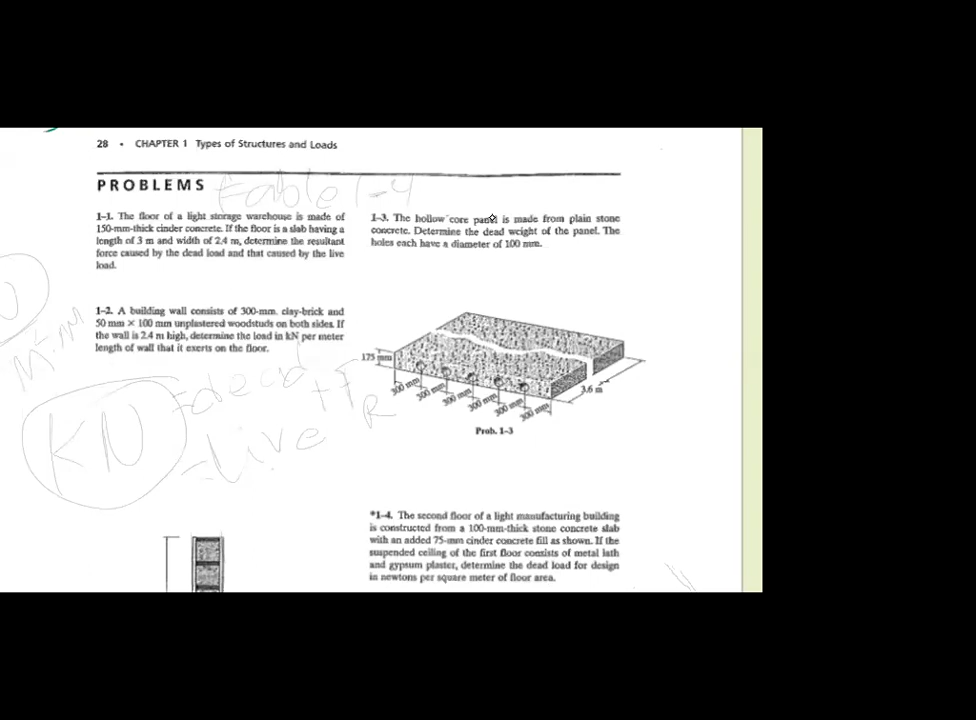 28 • CHAPTER 1 Types of Structures and Loads
PROBLEMS
table 1-4
1–1. The floor of a light storage warehouse is made of
150-mm-thick cinder concrete. If the floor is a slab having a
length of 3 m and width of 2.4 m, determine the resultant
force caused by the dead load and that caused by the live
load.
1–2. A building wall consists of 300-mm. clay-brick and
50 mm × 100 mm unplastered woodstuds on both sides. If
the wall is 2.4 m high, determine the load in kN per meter
length of wall that it exerts on the floor.
KN
dead
live
1–3. The hollow core panel is made from plain stone
concrete. Determine the dead weight of the panel. The
holes each have a diameter of 100 mm.
175 mm
300 mm
300 mm
300 mm
300 mm
300 mm
300 mm
3.6 m
Prob. 1–3
*1–4. The second floor of a light manufacturing building
is constructed from a 100-mm-thick stone concrete slab
with an added 75-mm cinder concrete fill as shown. If the
suspended ceiling of the first floor consists of metal lath
and gypsum plaster, determine the dead load for design
in newtons per square meter of floor area.